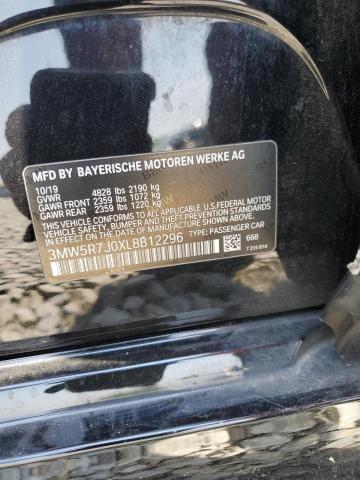 MFD BY BAYERISCHE MOTOREN WERKE AG
10/19
GVWR 4828 lbs 2190 kg
GAWR FRONT 2359 lbs 1072 kg
GAWR REAR 2359 lbs 1220 kg
THIS VEHICLE CONFORMS TO ALL APPLICABLE U.S. FEDERAL
MOTOR VEHICLE SAFETY, BUMPER, AND THEFT PREVENTION
STANDARDS IN EFFECT ON THE DATE OF MANUFACTURE SHOWN ABOVE.
3MW5R7J0XL8B12296 TYPE: PASSENGER CAR
668